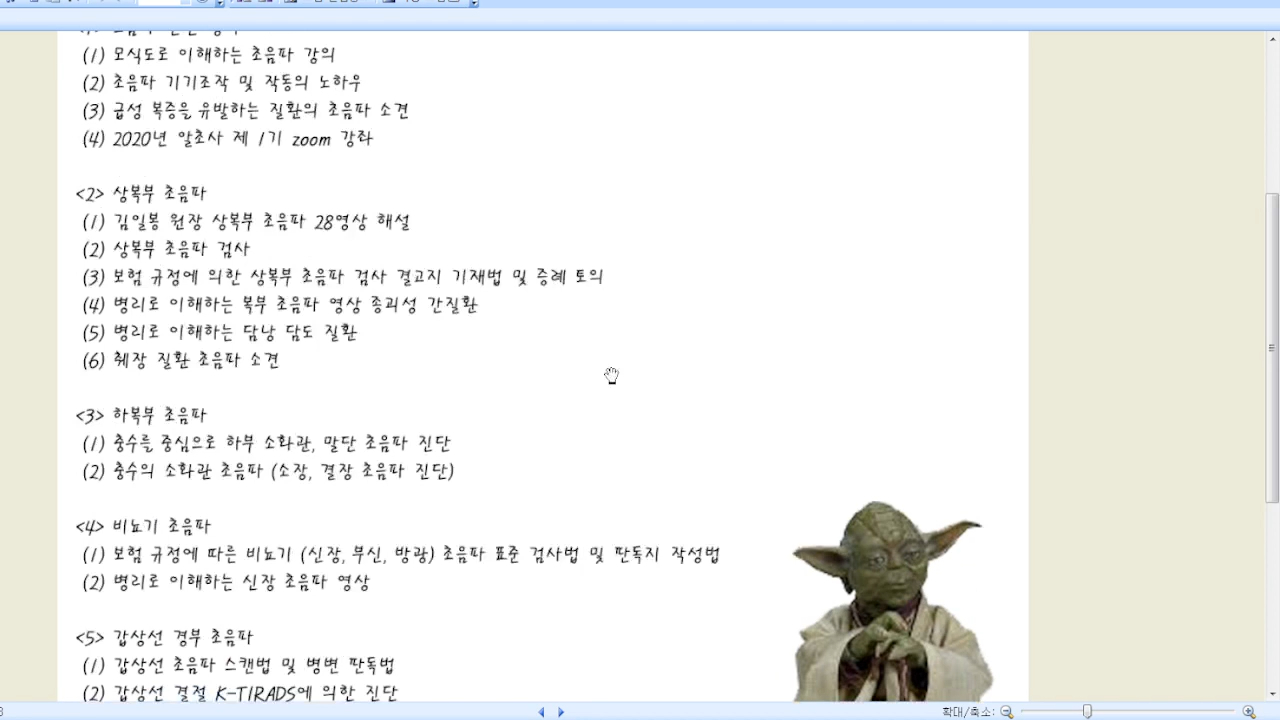 (1) 모식도로 이해하는 초음파 강의
(2) 초음파 기기조작 및 작동의 노하우
(3) 급성 복증을 유발하는 질환의 초음파 소견
(4) 2020년 알초사 제 1기 zoom 강좌
<2> 상복부 초음파
(1) 김일봉 원장 상복부 초음파 28영상 해설
(2) 상복부 초음파 검사
(3) 보험 규정에 의한 상복부 초음파 검사 결고지 기재법 및 증례 토의
(4) 병리로 이해하는 복부 초음파 영상 종괴성 간질환
(5) 병리로 이해하는 담낭 담도 질환
(6) 췌장 질환 초음파 소견
<3> 하복부 초음파
(1) 충수를 중심으로 하부 소화관, 말단 초음파 진단
(2) 충수의 소화관 초음파 (소장, 결장 초음파 진단)
<4> 비뇨기 초음파
(1) 보험 규정에 따른 비뇨기 (신장, 부신, 방광) 초음파 표준 검사법 및 판독지 작성법
(2) 병리로 이해하는 신장 초음파 영상
<5> 갑상선 경부 초음파
(1) 갑상선 초음파 스캔법 및 병변 판독법
(2) 갑상선 결절 K-TIRADS에 의한 진단
확대/축소: